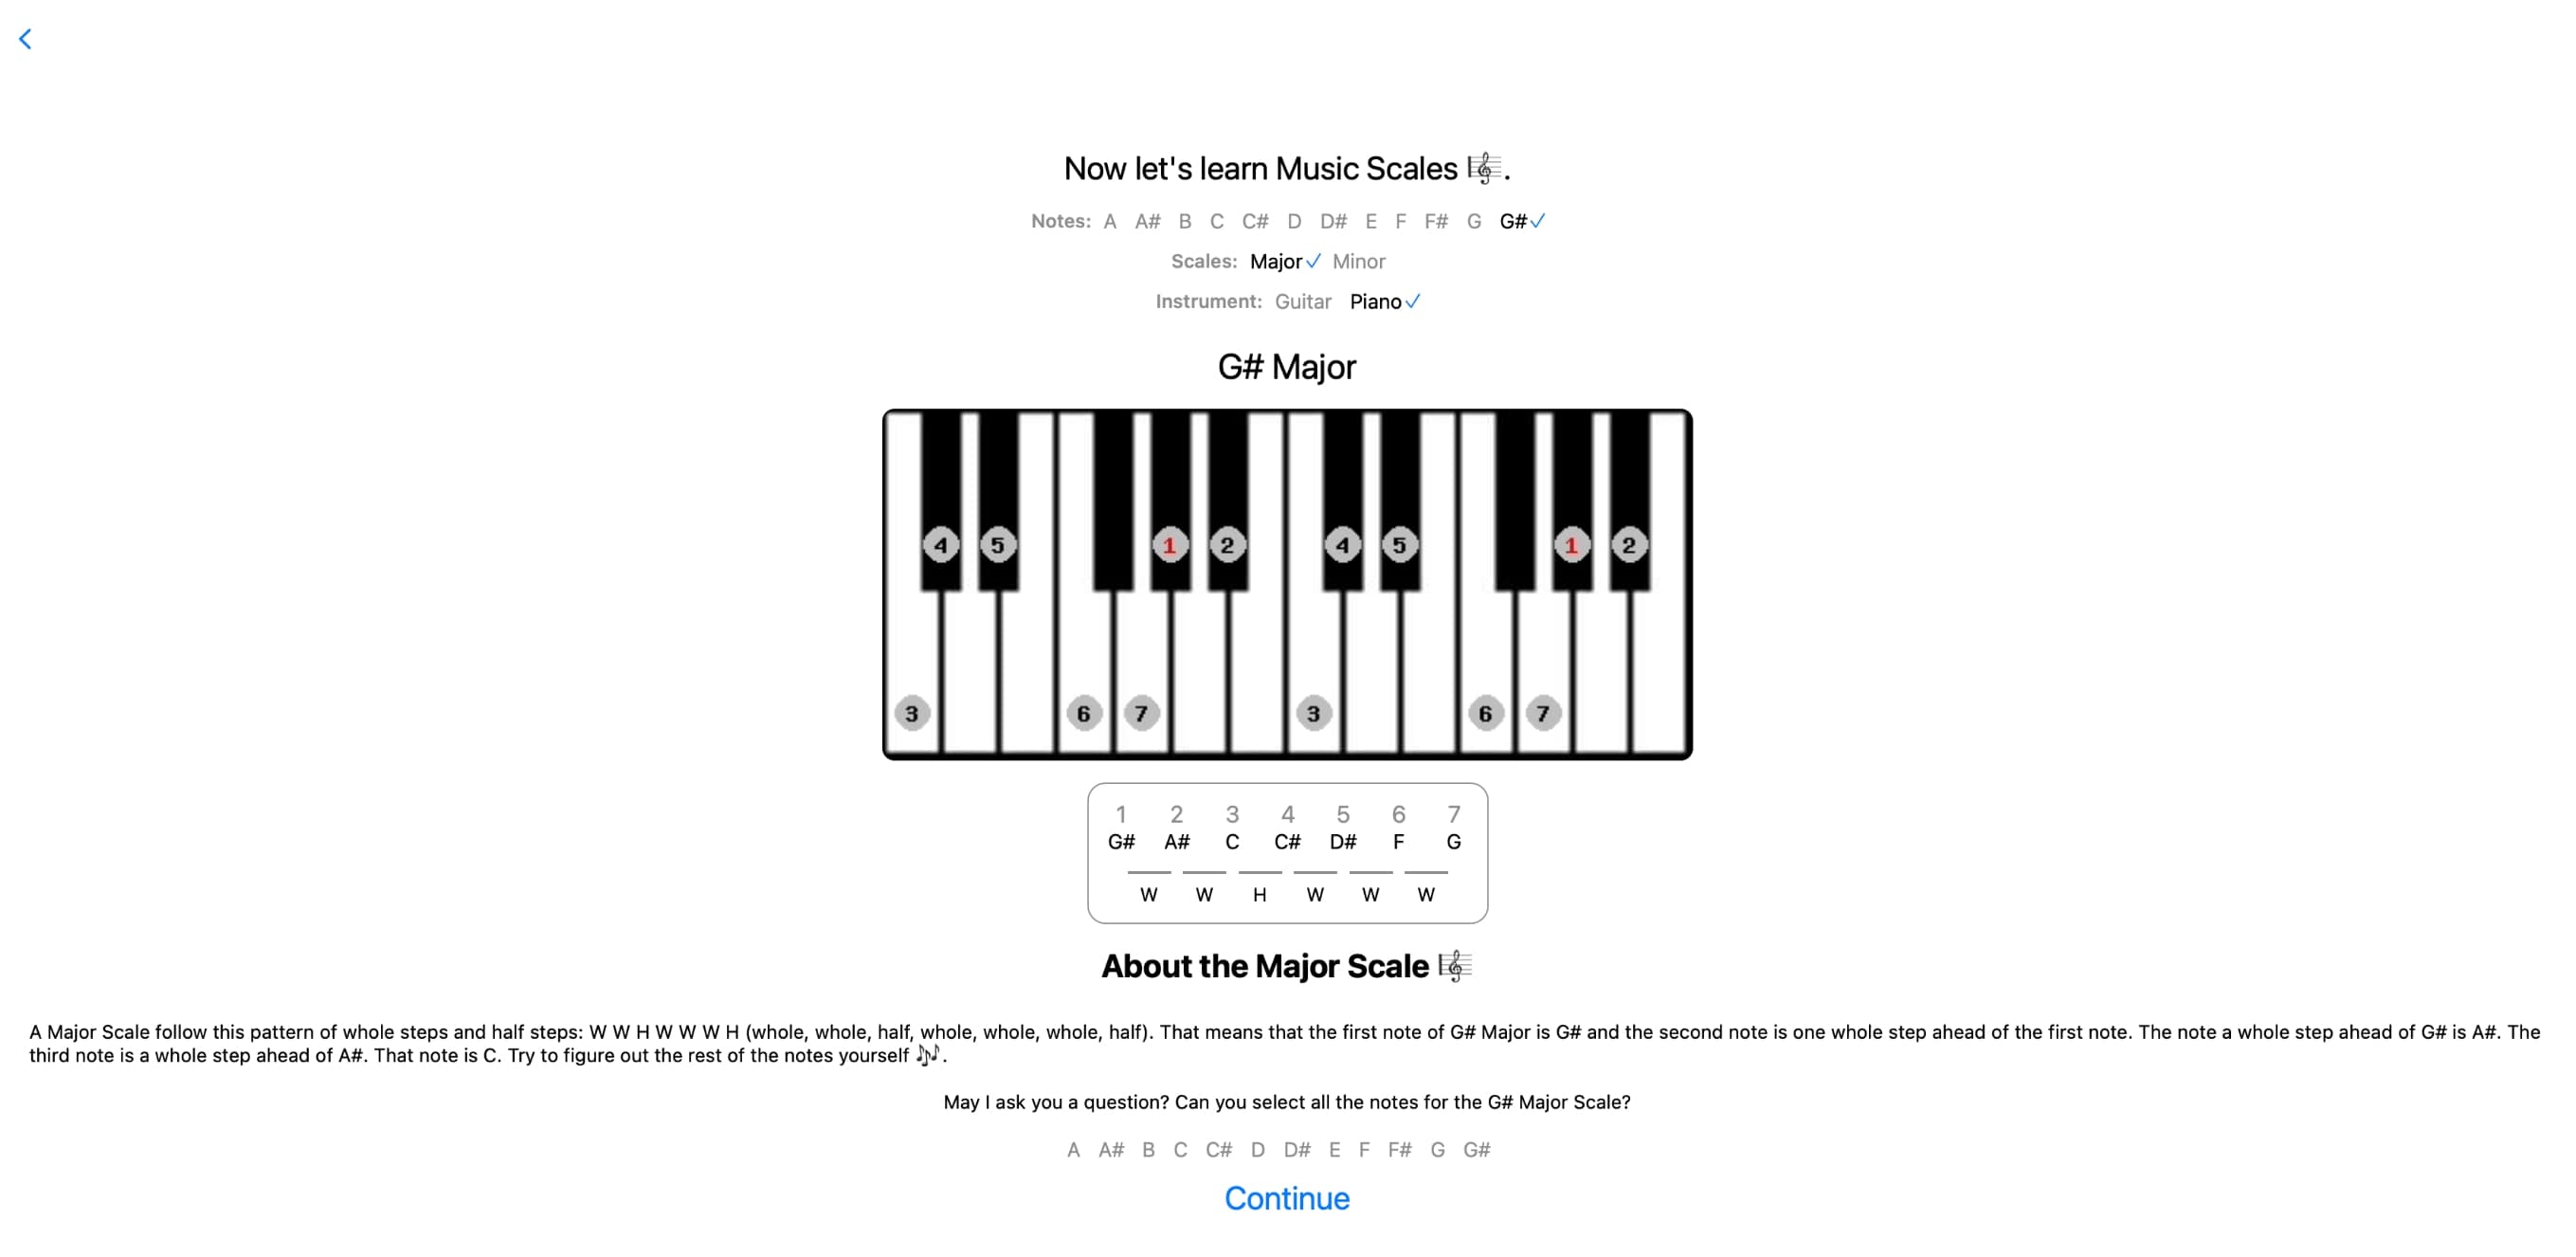 Now let's learn Music Scales 🎼.
Notes: A A# B C C# D D# E F F# G G#✓
Scales: Major✓ Minor
Instrument: Guitar Piano✓
G# Major
4 5 1 2 4 5 1 2
3 6 7 3 6 7
1 2 3 4 5 6 7
G# A# C C# D# F G
W W H W W W
About the Major Scale 🎼
A Major Scale follow this pattern of whole steps and half steps: W W H W W W H (whole, whole, half, whole, whole, whole, half). That means that the first note of G# Major is G# and the second note is one whole step ahead of the first note. The note a whole step ahead of G# is A#. The
third note is a whole step ahead of A#. That note is C. Try to figure out the rest of the notes yourself 🎶.
May I ask you a question? Can you select all the notes for the G# Major Scale?
A A# B C C# D D# E F F# G G#
Continue